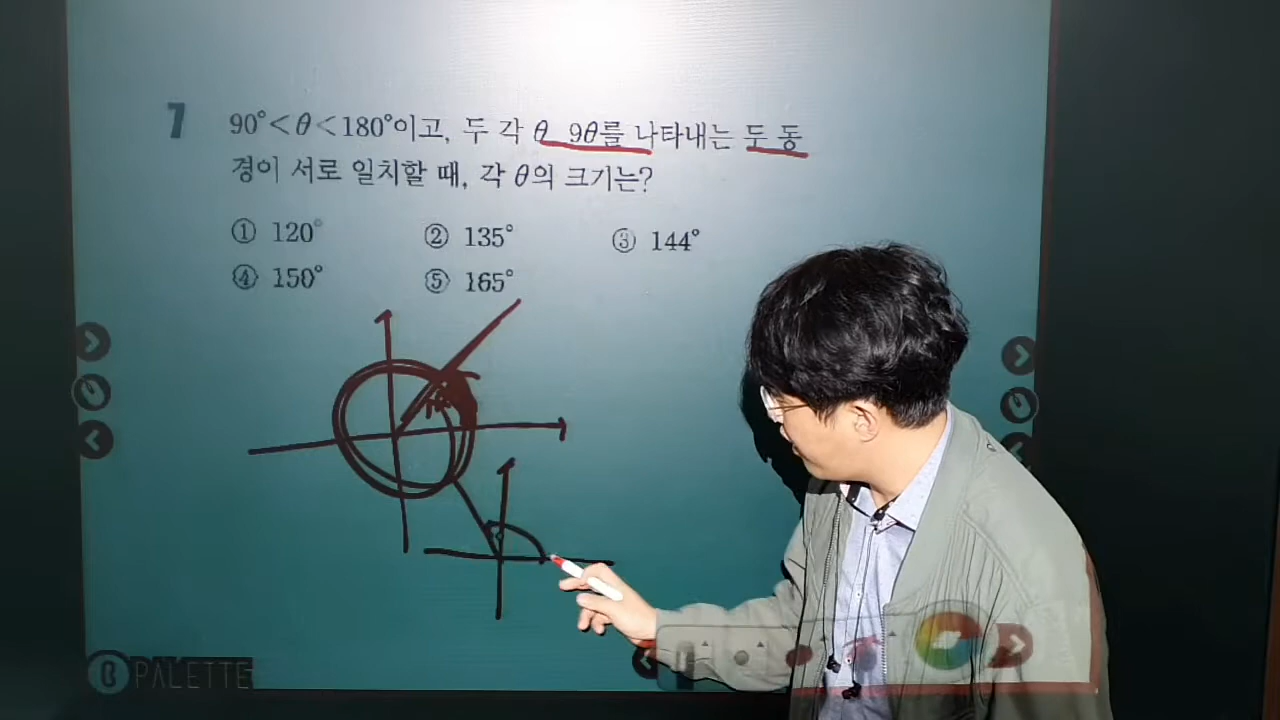 7
90°<θ<180°이고, 두 각 θ, 9θ를 나타내는 두 동
경이 서로 일치할 때, 각 θ의 크기는?
① 120° ② 135° ③ 144°
④ 150° ⑤ 165°
PALETTE